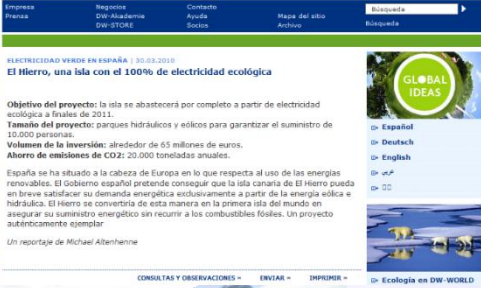 Empresa
Prensa
Negocios
DW-Akademie
DW-STORE
Contacto
Ayuda
Socios
Mapa del sitio
Archivo
Búsqueda
Búsqueda
ELECTRICIDAD VERDE EN ESPAÑA | 30.03.2010
El Hierro, una isla con el 100% de electricidad ecológica
Objetivo del proyecto: la isla se abastecerá por completo a partir de electricidad
ecológica a finales de 2011.
Tamaño del proyecto: parques hidráulicos y eólicos para garantizar el suministro de
10.000 personas.
Volumen de la inversión: alrededor de 65 millones de euros.
Ahorro de emisiones de CO2: 20.000 toneladas anuales.
España se ha situado a la cabeza de Europa en lo que respecta al uso de las energías
renovables. El Gobierno español pretende conseguir que la isla canaria de El Hierro pueda
en breve satisfacer su demanda energética exclusivamente a partir de la energía eólica e
hidráulica. El Hierro se convertiría de esta manera en la primera isla del mundo en
asegurar su suministro energético sin recurrir a los combustibles fósiles. Un proyecto
auténticamente ejemplar
Un reportaje de Michael Altenhenne
CONSULTAS Y OBSERVACIONES
ENVIAR
IMPRIMIR
GLOBAL
IDEAS
Español
Deutsch
English
عربي
Ecología en DW-WORLD